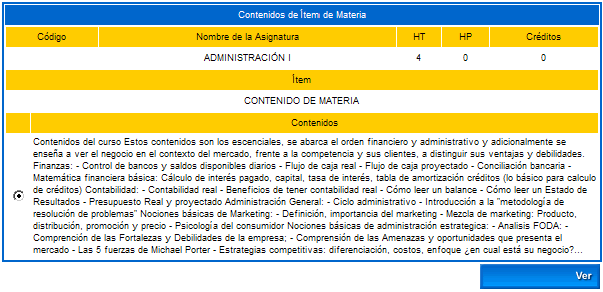 Contenidos de Ítem de Materia
Código Nombre de la Asignatura HT HP Créditos
ADMINISTRACIÓN I 4 0 0
Ítem
CONTENIDO DE MATERIA
Contenidos
Contenidos del curso Estos contenidos son los escenciales, se abarca el orden financiero y administrativo y adicionalmente se
enseña a ver el negocio en el contexto del mercado, frente a la competencia y sus clientes, a distinguir sus ventajas y debilidades.
Finanzas: - Control de bancos y saldos disponibles diarios - Flujo de caja real - Flujo de caja proyectado - Conciliación bancaria -
Matemática financiera básica: Cálculo de interés pagado, capital, tasa de interés, tabla de amortización créditos (lo básico para calculo
de créditos) Contabilidad: - Contabilidad real - Beneficios de tener contabilidad real - Cómo leer un balance - Cómo leer un Estado de
Resultados - Presupuesto Real y proyectado Administración General: - Ciclo administrativo - Introducción a la "metodología de
resolución de problemas" Nociones básicas de Marketing: - Definición, importancia del marketing - Mezcla de marketing: Producto,
distribución, promoción y precio - Psicología del consumidor Nociones básicas de administración estrategica: - Analisis FODA: -
Comprención de las Fortalezas y Debilidades de la empresa; - Comprensión de las Amenazas y oportunidades que presenta el
mercado - Las 5 fuerzas de Michael Porter - Estrategias competitivas: diferenciación, costos, enfoque ¿en cual está su negocio?...
Ver